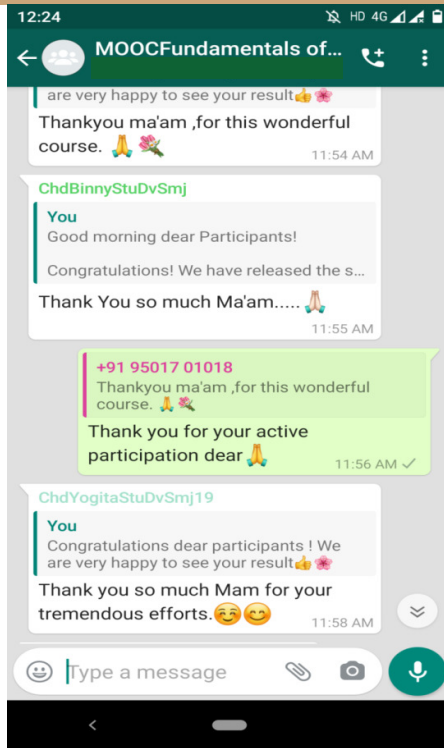 12:24 HD 4G
MOOCFundamentals of...
are very happy to see your result👍🌸
Thankyou ma'am ,for this wonderful
course. 🙏 💐
11:54 AM
ChdBinnyStuDvSmj
You
Good morning dear Participants!
Congratulations! We have released the s...
Thank You so much Ma'am..... 🙏🏻
11:55 AM
+91 95017 01018
Thankyou ma'am ,for this wonderful
course. 🙏 💐
Thank you for your active
participation dear 🙏
11:56 AM ✓
ChdYogitaStuDvSmj19
You
Congratulations dear participants ! We
are very happy to see your result👍🌸
Thank you so much Mam for your
tremendous efforts.☺️😊
11:58 AM
Type a message